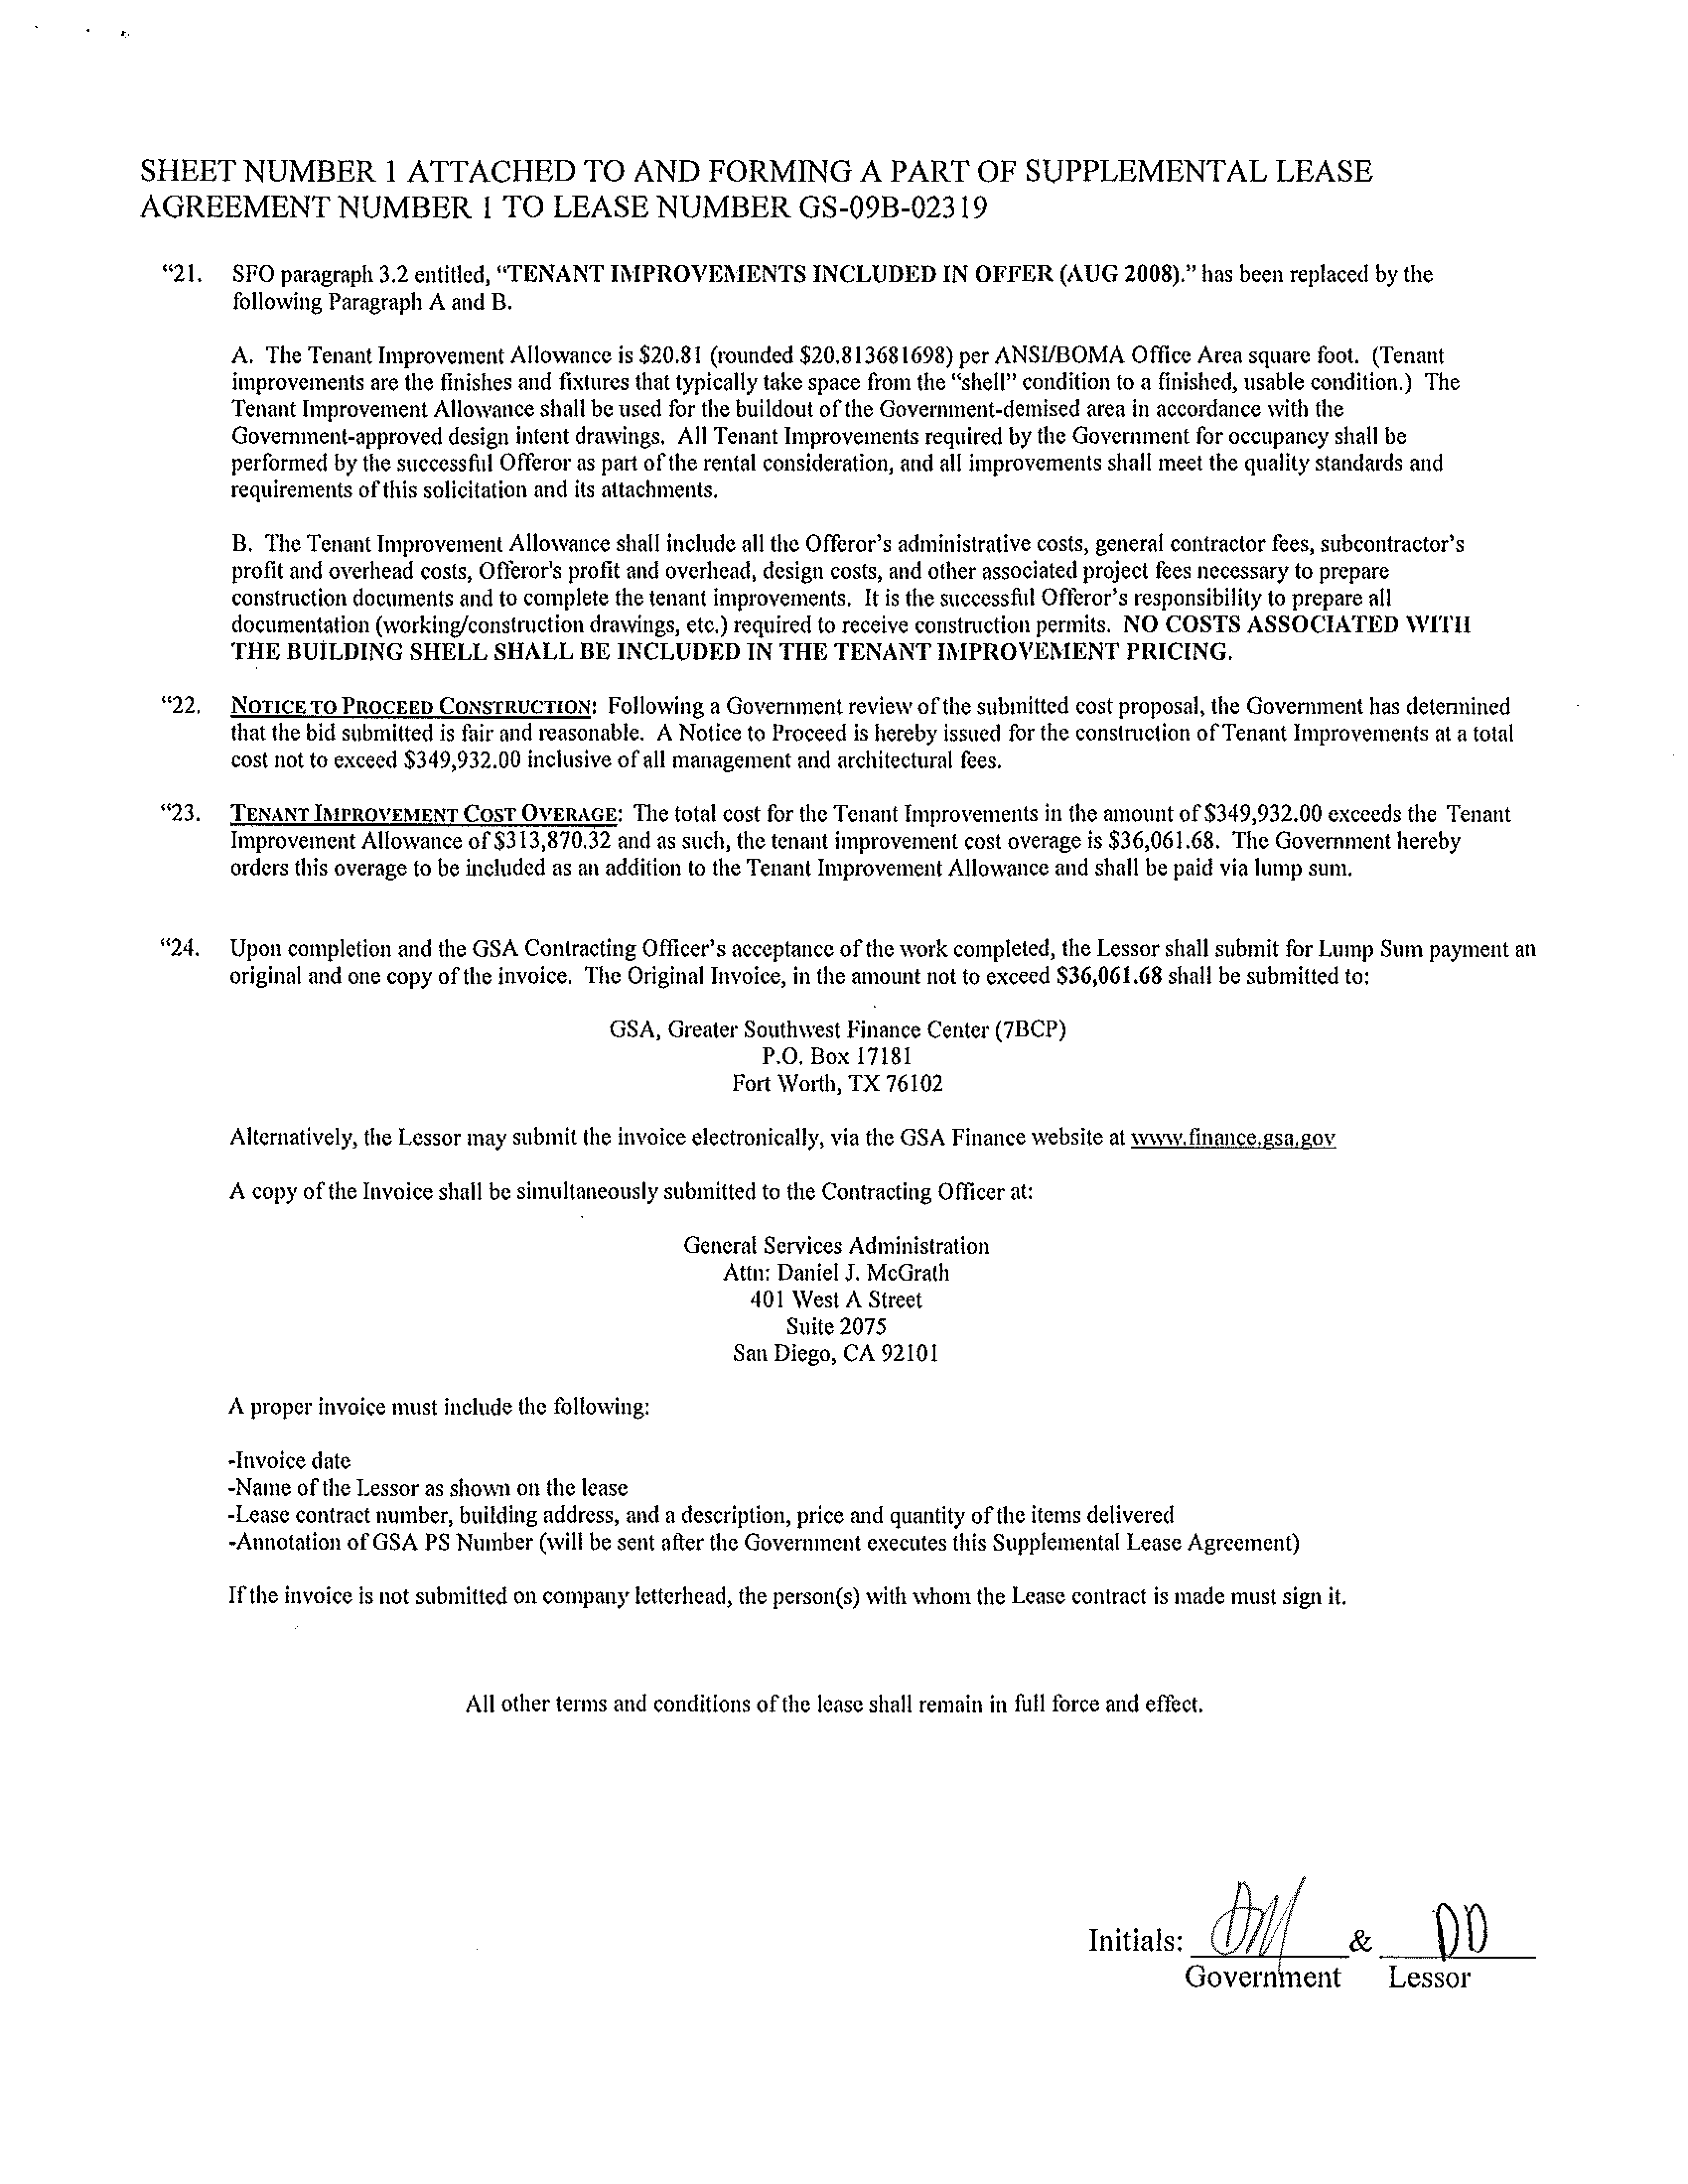 SHEET NUMBER 1 ATTACHED TO AND FORMING A PART OF SUPPLEMENTAL LEASE
AGREEMENT NUMBER 1 TO LEASE NUMBER GS-09B-02319
“21. SFO paragraph 3.2 entitled, “TENANT IMPROVEMENTS INCLUDED IN OFFER (AUG 2008).” has been replaced by the
following Paragraph A and B.
A. The Tenant Improvement Allowance is $20.81 (rounded $20.813681698) per ANSI/BOMA Office Area square foot. (Tenant
improvements are the finishes and fixtures that typically take space from the “shell” condition to a finished, usable condition.) The
Tenant Improvement Allowance shall be used for the buildout of the Government-demised area in accordance with the
Government-approved design intent drawings. All Tenant Improvements required by the Government for occupancy shall be
performed by the successful Offeror as part of the rental consideration, and all improvements shall meet the quality standards and
requirements of this solicitation and its attachments.
B. The Tenant Improvement Allowance shall include all the Offeror’s administrative costs, general contractor fees, subcontractor’s
profit and overhead costs, Offeror's profit and overhead, design costs, and other associated project fees necessary to prepare
construction documents and to complete the tenant improvements. It is the successful Offeror’s responsibility to prepare all
documentation (working/construction drawings, etc.) required to receive construction permits. NO COSTS ASSOCIATED WITH
THE BUILDING SHELL SHALL BE INCLUDED IN THE TENANT IMPROVEMENT PRICING.
“22. NOTICE TO PROCEED CONSTRUCTION: Following a Government review of the submitted cost proposal, the Government has determined
that the bid submitted is fair and reasonable. A Notice to Proceed is hereby issued for the construction of Tenant Improvements at a total
cost not to exceed $349,932.00 inclusive of all management and architectural fees.
“23. TENANT IMPROVEMENT COST OVERAGE: The total cost for the Tenant Improvements in the amount of $349,932.00 exceeds the Tenant
Improvement Allowance of $313,870.32 and as such, the tenant improvement cost overage is $36,061.68. The Government hereby
orders this overage to be included as an addition to the Tenant Improvement Allowance and shall be paid via lump sum.
“24. Upon completion and the GSA Contracting Officer’s acceptance of the work completed, the Lessor shall submit for Lump Sum payment an
original and one copy of the invoice. The Original Invoice, in the amount not to exceed $36,061.68 shall be submitted to:
GSA, Greater Southwest Finance Center (7BCP)
P.O. Box 17181
Fort Worth, TX 76102
Alternatively, the Lessor may submit the invoice electronically, via the GSA Finance website at www.finance.gsa.gov
A copy of the Invoice shall be simultaneously submitted to the Contracting Officer at:
General Services Administration
Attn: Daniel J. McGrath
401 West A Street
Suite 2075
San Diego, CA 92101
A proper invoice must include the following:
-Invoice date
-Name of the Lessor as shown on the lease
-Lease contract number, building address, and a description, price and quantity of the items delivered
-Annotation of GSA PS Number (will be sent after the Government executes this Supplemental Lease Agreement)
If the invoice is not submitted on company letterhead, the person(s) with whom the Lease contract is made must sign it.
All other terms and conditions of the lease shall remain in full force and effect.
Initials: & DD
Government Lessor